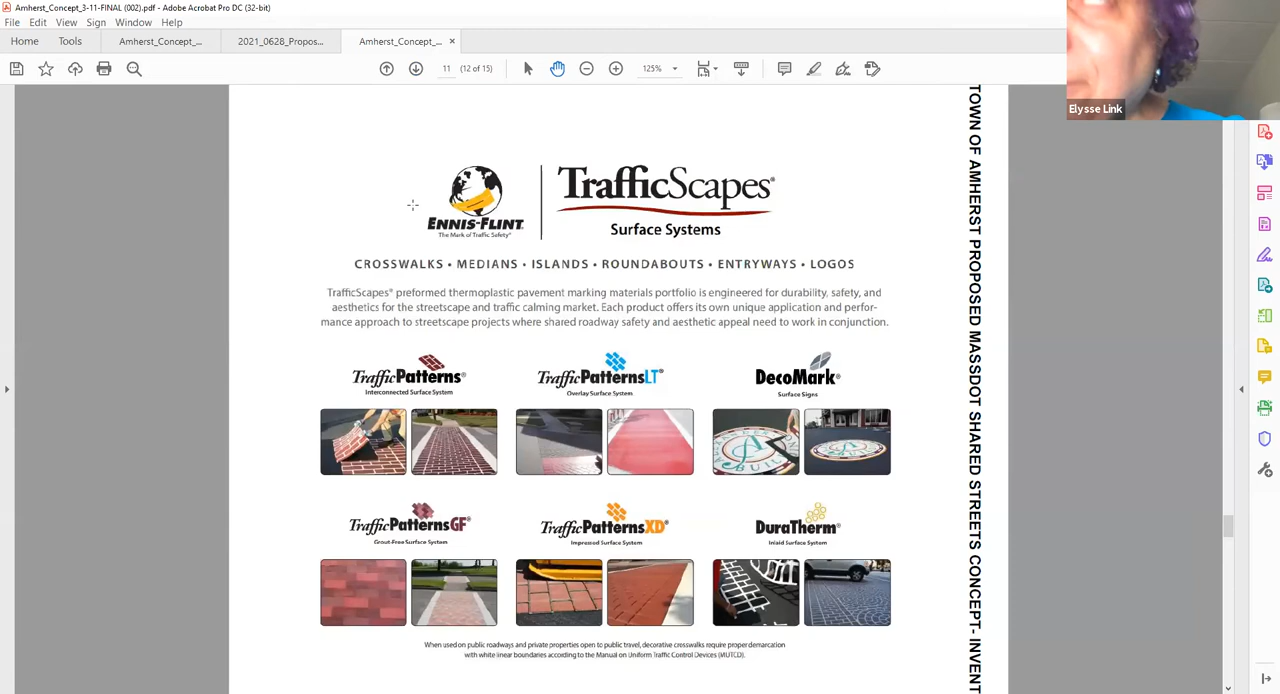 Amherst_Concept_3-11-FINAL (002).pdf - Adobe Acrobat Pro DC (32-bit)
File Edit View Sign Window Help
Home Tools Amherst_Concept_... 2021_0628_Propos... Amherst_Concept_... ×
11 (12 of 15) 125%
Elysse Link
ENNIS-FLINT
The Mark of Traffic Safety®
TrafficScapes®
Surface Systems
CROSSWALKS • MEDIANS • ISLANDS • ROUNDABOUTS • ENTRYWAYS • LOGOS
TrafficScapes® preformed thermoplastic pavement marking materials portfolio is engineered for durability, safety, and
aesthetics for the streetscape and traffic calming market. Each product offers its own unique application and perfor-
mance approach to streetscape projects where shared roadway safety and aesthetic appeal need to work in conjunction.
TrafficPatterns®
Interconnected Surface System
TrafficPatternsLT®
Overlay Surface System
DecoMark®
Surface Signs
TrafficPatternsGF®
Grout-Free Surface System
TrafficPatternsXD®
Impressed Surface System
DuraTherm®
Inlaid Surface System
When used on public roadways and private properties open to public travel, decorative crosswalks require proper demarcation
with white linear boundaries according to the Manual on Uniform Traffic Control Devices (MUTCD).
TOWN OF AMHERST PROPOSED MASSDOT SHARED STREETS CONCEPT- INVENT